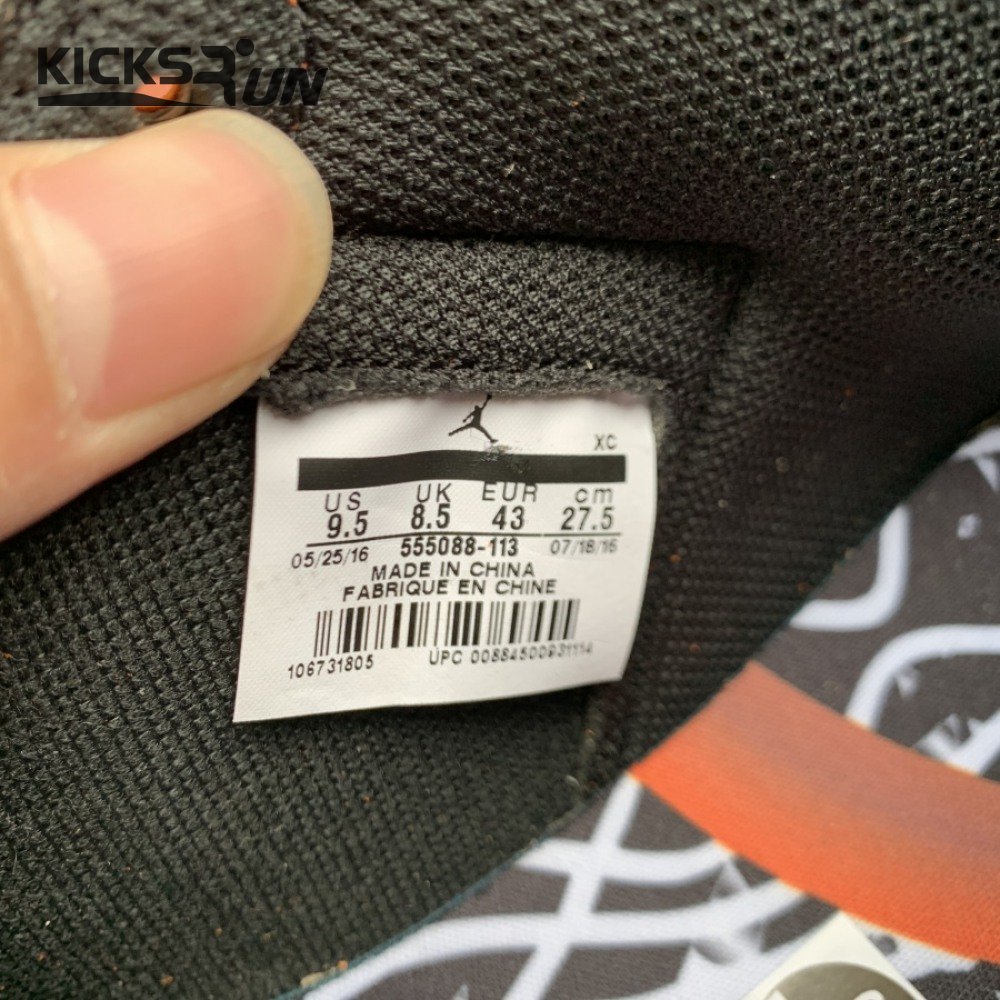 KICKSRUN
XC
US UK EUR cm
9.5 8.5 43 27.5
05/25/16 555088-113 07/18/16
MADE IN CHINA
FABRIQUE EN CHINE
106731805 UPC 00884500931114